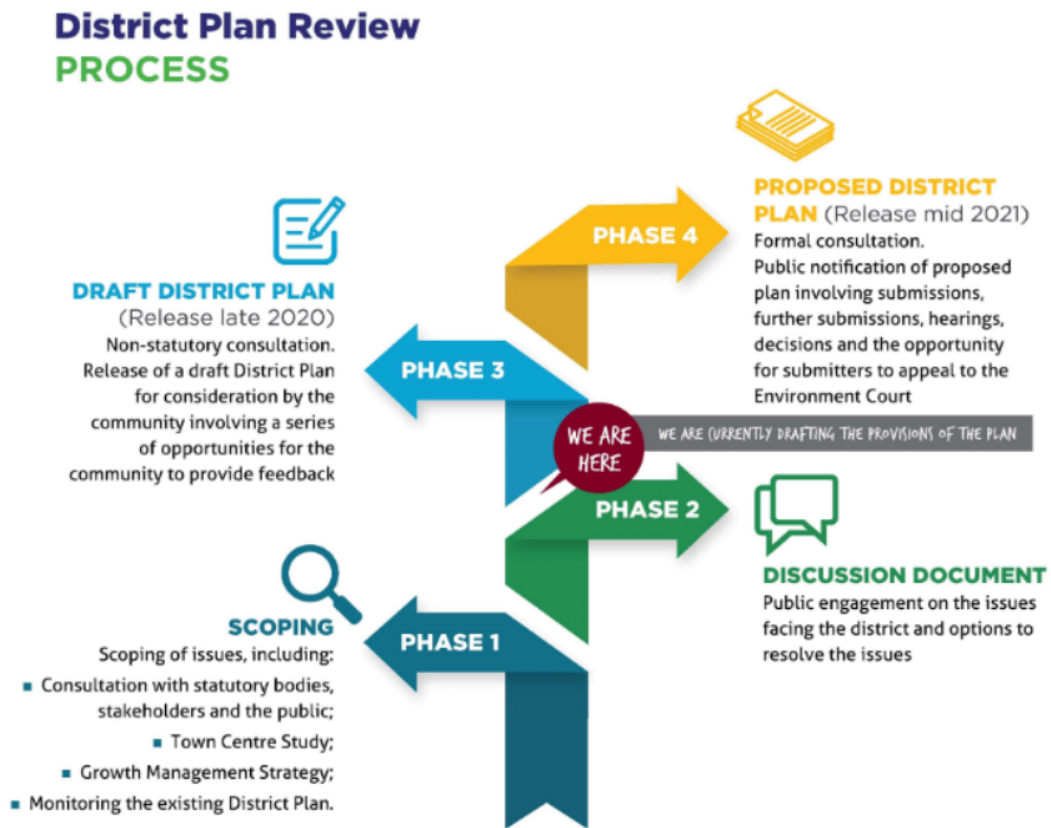 District Plan Review
PROCESS
PROPOSED DISTRICT
PLAN (Release mid 2021)
Formal consultation.
Public notification of proposed
plan involving submissions,
further submissions, hearings,
decisions and the opportunity
for submitters to appeal to the
Environment Court
PHASE 4
DRAFT DISTRICT PLAN
(Release late 2020)
Non-statutory consultation.
Release of a draft District Plan
for consideration by the
community involving a series
of opportunities for the
community to provide feedback
PHASE 3
WE ARE
HERE
WE ARE CURRENTLY DRAFTING THE PROVISIONS OF THE PLAN
PHASE 2
DISCUSSION DOCUMENT
Public engagement on the issues
facing the district and options to
resolve the issues
PHASE 1
SCOPING
Scoping of issues, including:
▪ Consultation with statutory bodies,
stakeholders and the public;
▪ Town Centre Study;
▪ Growth Management Strategy;
▪ Monitoring the existing District Plan.